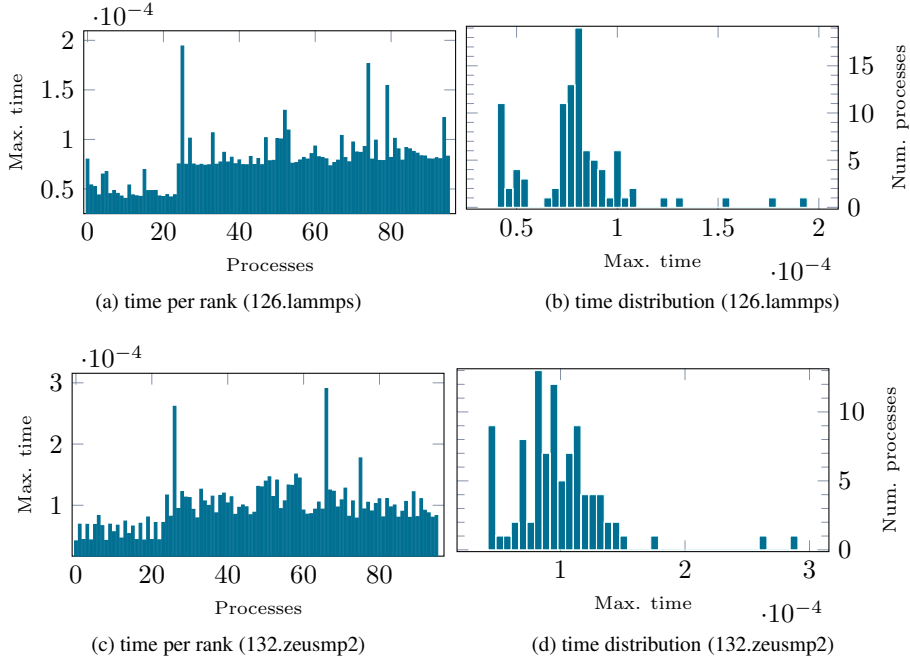 ·10−4
2
1.5
1
0.5
Max. time
0 20 40 60 80
Processes
(a) time per rank (126.lammps)
15
10
5
0
Num. processes
0.5 1 1.5 2
Max. time
·10−4
(b) time distribution (126.lammps)
·10−4
3
2
1
Max. time
0 20 40 60 80
Processes
(c) time per rank (132.zeusmp2)
10
5
0
Num. processes
1 2 3
Max. time
·10−4
(d) time distribution (132.zeusmp2)